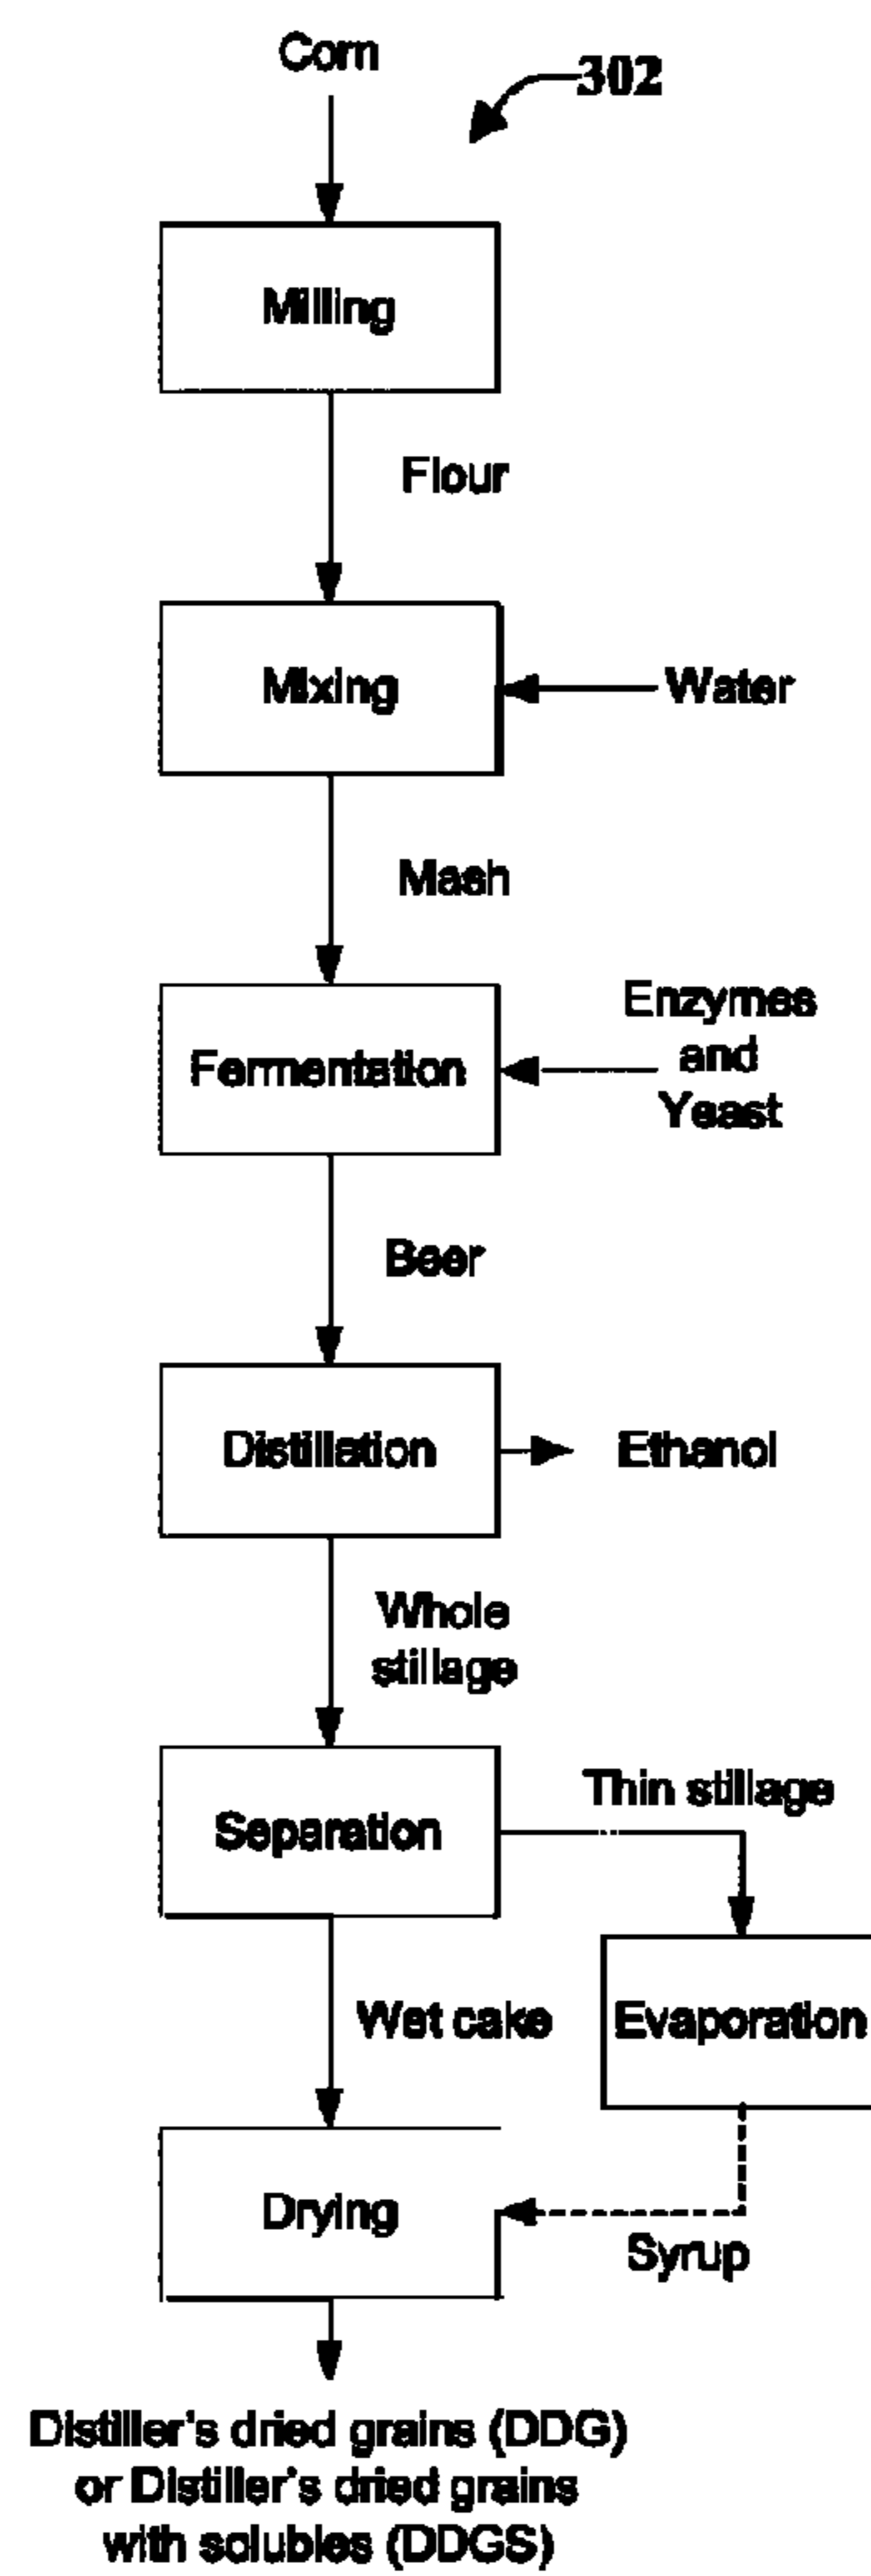 Corn
302
Milling
Flour
Mixing
Water
Mash
Enzymes
and
Yeast
Fermentation
Beer
Distillation
Ethanol
Whole
stillage
Thin stillage
Separation
Wet cake
Evaporation
Drying
Syrup
Distiller's dried grains (DDG)
or Distiller's dried grains
with solubles (DDGS)